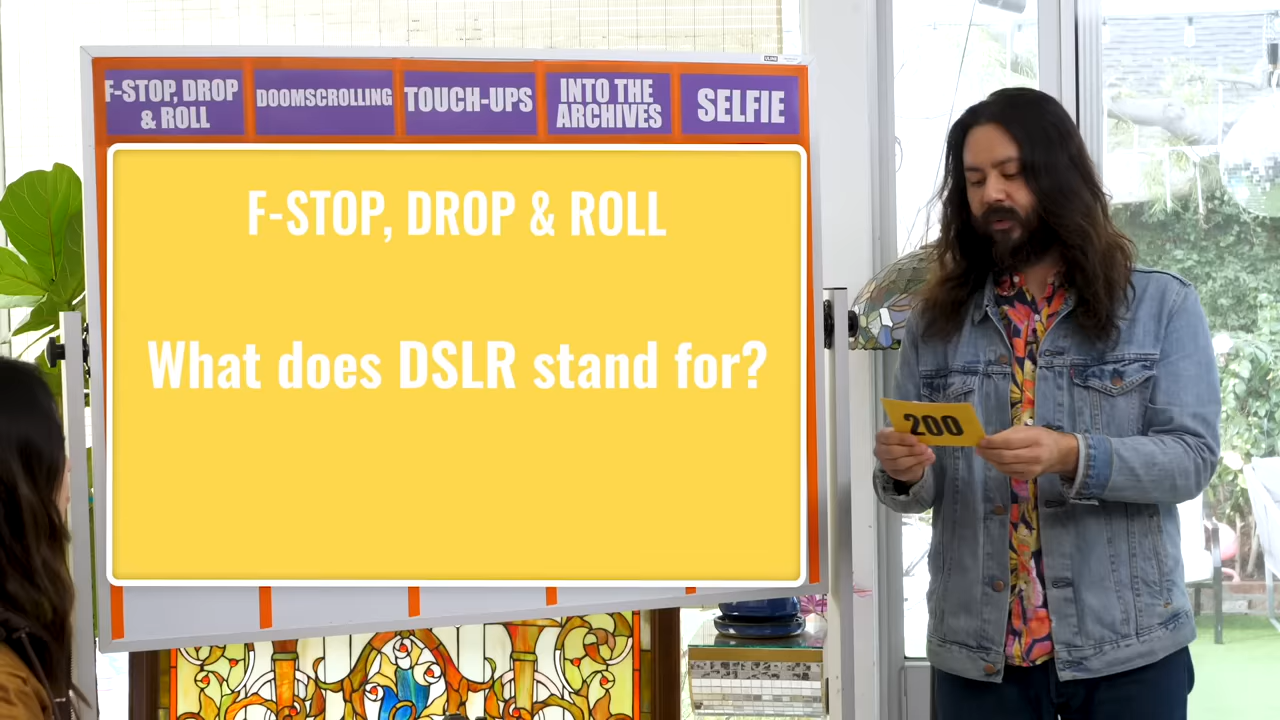 F-STOP, DROP
& ROLL
DOOMSCROLLING
TOUCH-UPS
INTO THE
ARCHIVES
SELFIE
F-STOP, DROP & ROLL
What does DSLR stand for?
200